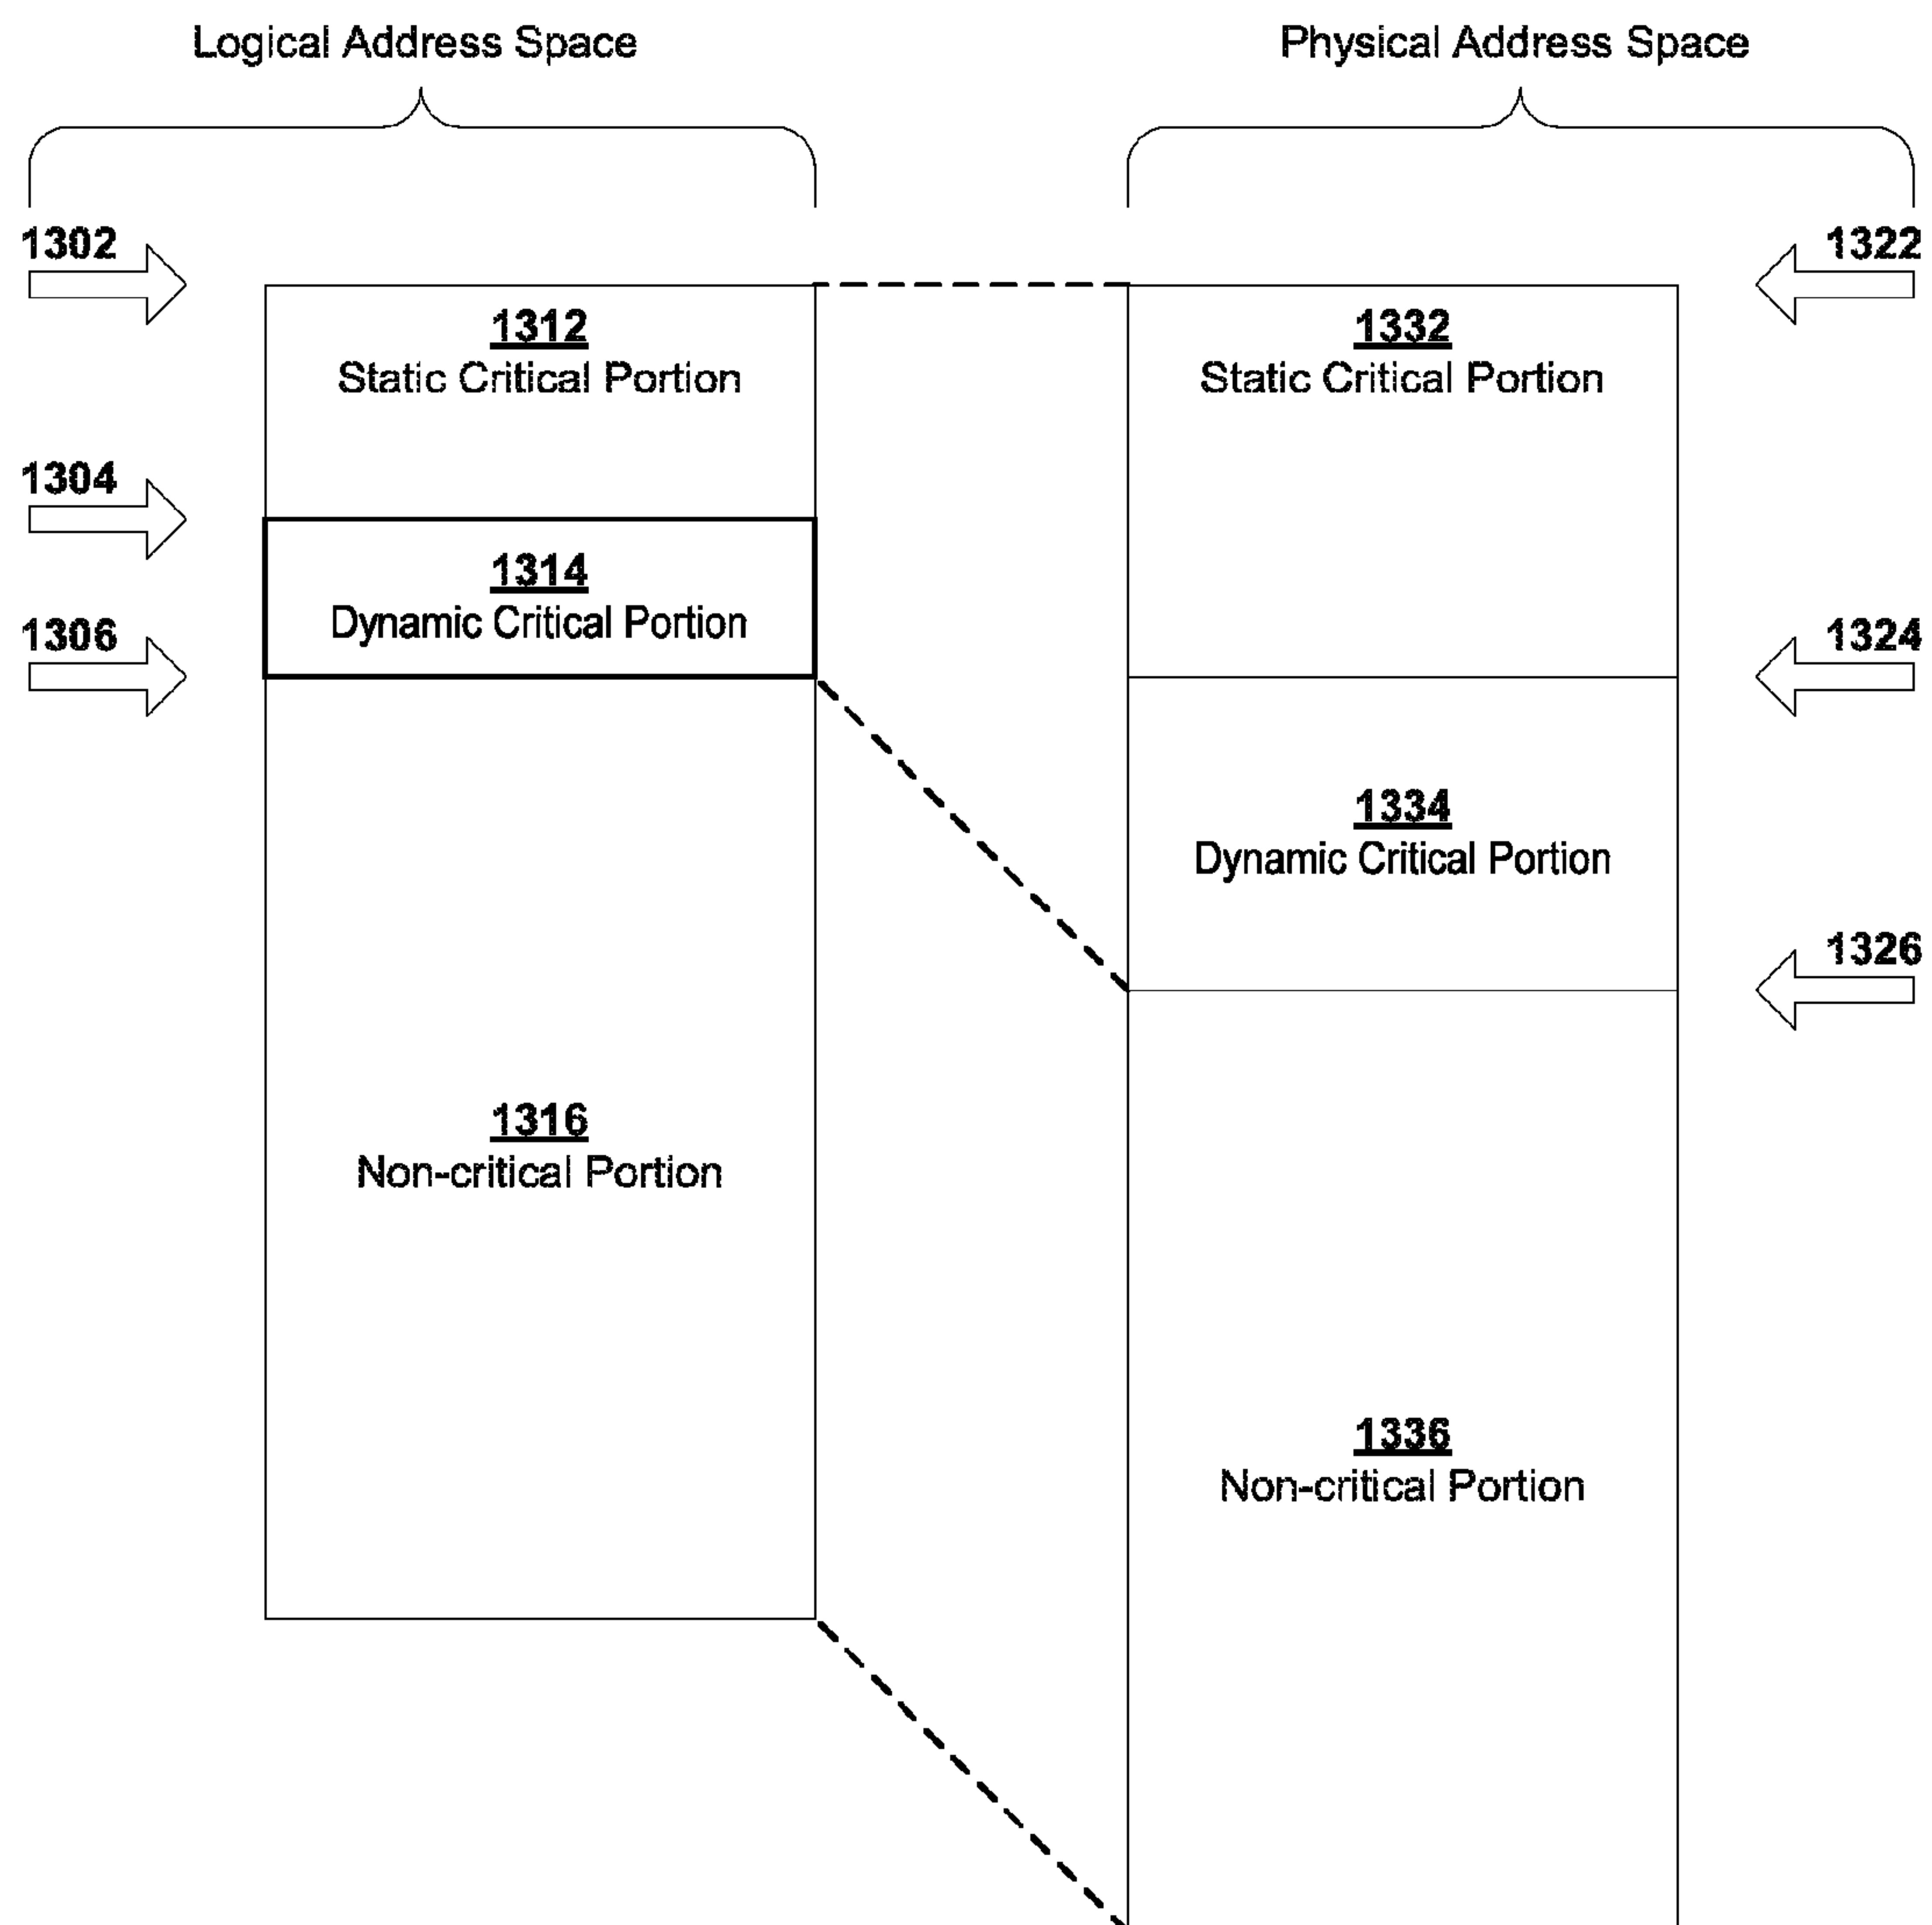 Logical Address Space
Physical Address Space
1302
1322
1312
Static Critical Portion
1332
Static Critical Portion
1304
1314
Dynamic Critical Portion
1306
1324
1334
Dynamic Critical Portion
1326
1316
Non-critical Portion
1336
Non-critical Portion